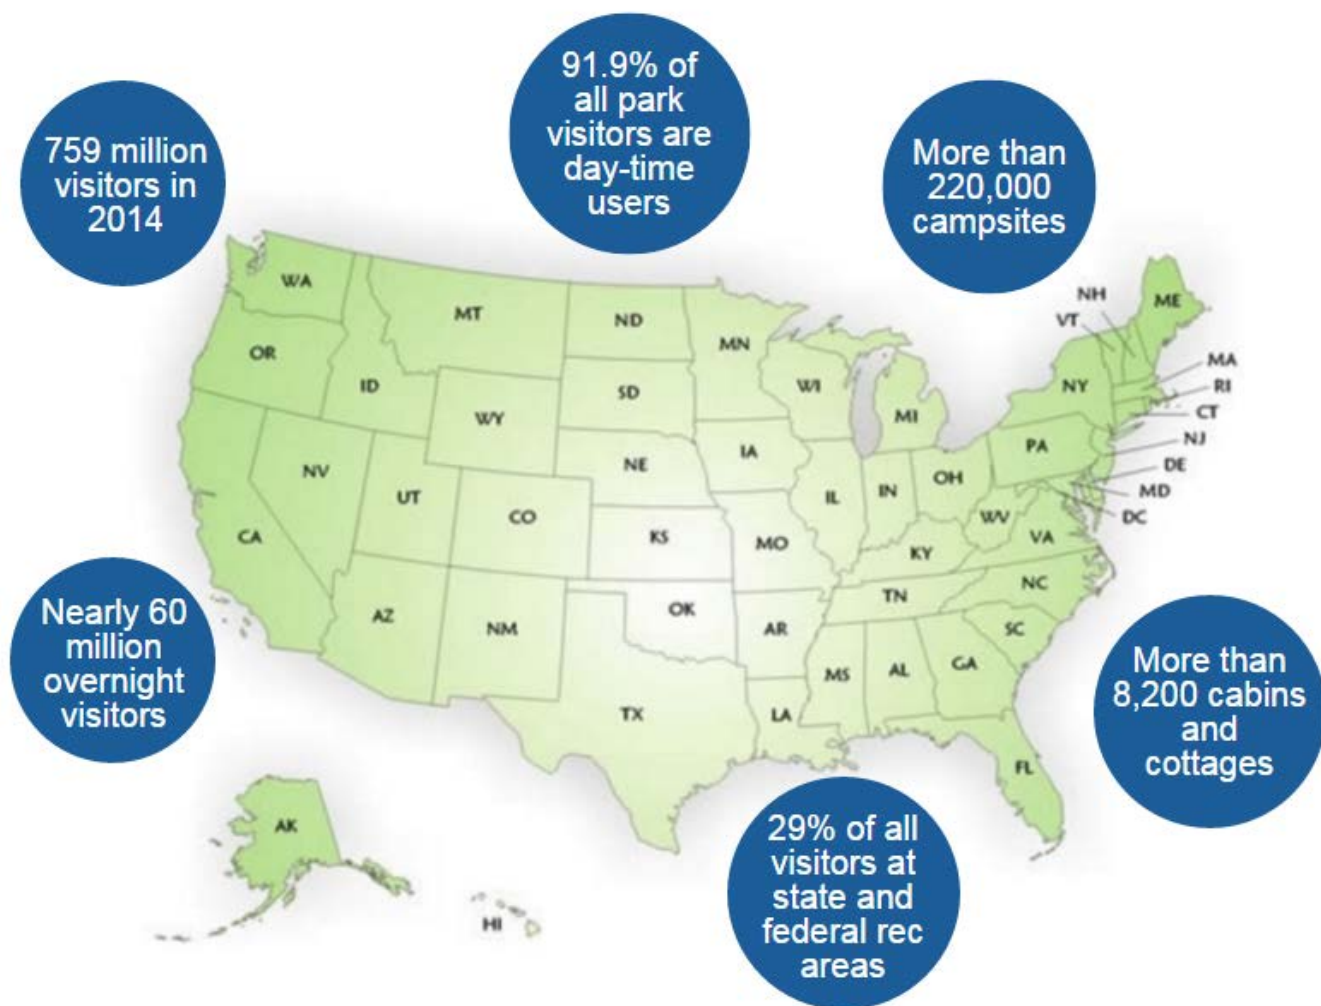 91.9% of
all park
visitors are
day-time
users
759 million
visitors in
2014
More than
220,000
campsites
WA
MT
ND
MN
OR
ID
SD
WI
MI
WY
NH
VT
ME
NY
MA
RI
CT
NJ
DE
MD
DC
PA
IA
NE
NV
UT
CO
IL
IN
OH
WV
VA
CA
KS
MO
KY
NC
TN
AZ
NM
OK
AR
SC
MS
AL
GA
TX
LA
FL
Nearly 60
million
overnight
visitors
More than
8,200 cabins
and
cottages
29% of all
visitors at
state and
federal rec
areas
AK
HI